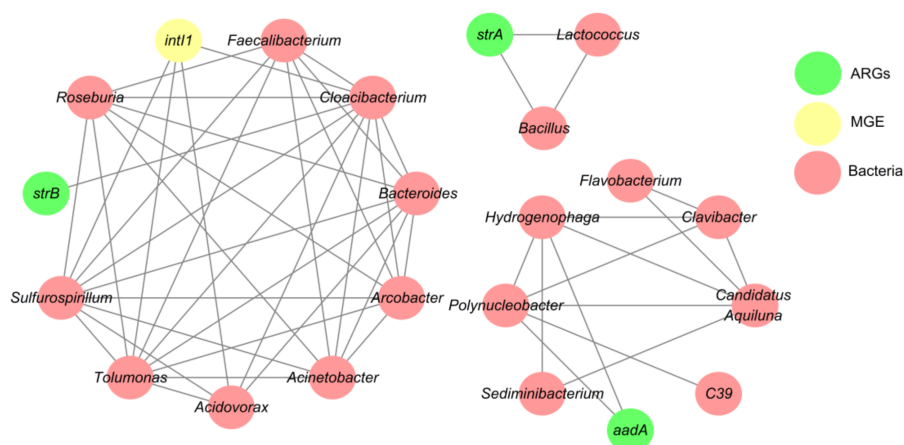 intI1
Faecalibacterium
Roseburia
Cloacibacterium
strB
Bacteroides
Sulfurospirillum
Arcobacter
Tolumonas
Acinetobacter
Acidovorax
strA
Lactococcus
Bacillus
Flavobacterium
Hydrogenophaga
Clavibacter
Polynucleobacter
Candidatus
Aquiluna
Sediminibacterium
C39
aadA
ARGs
MGE
Bacteria